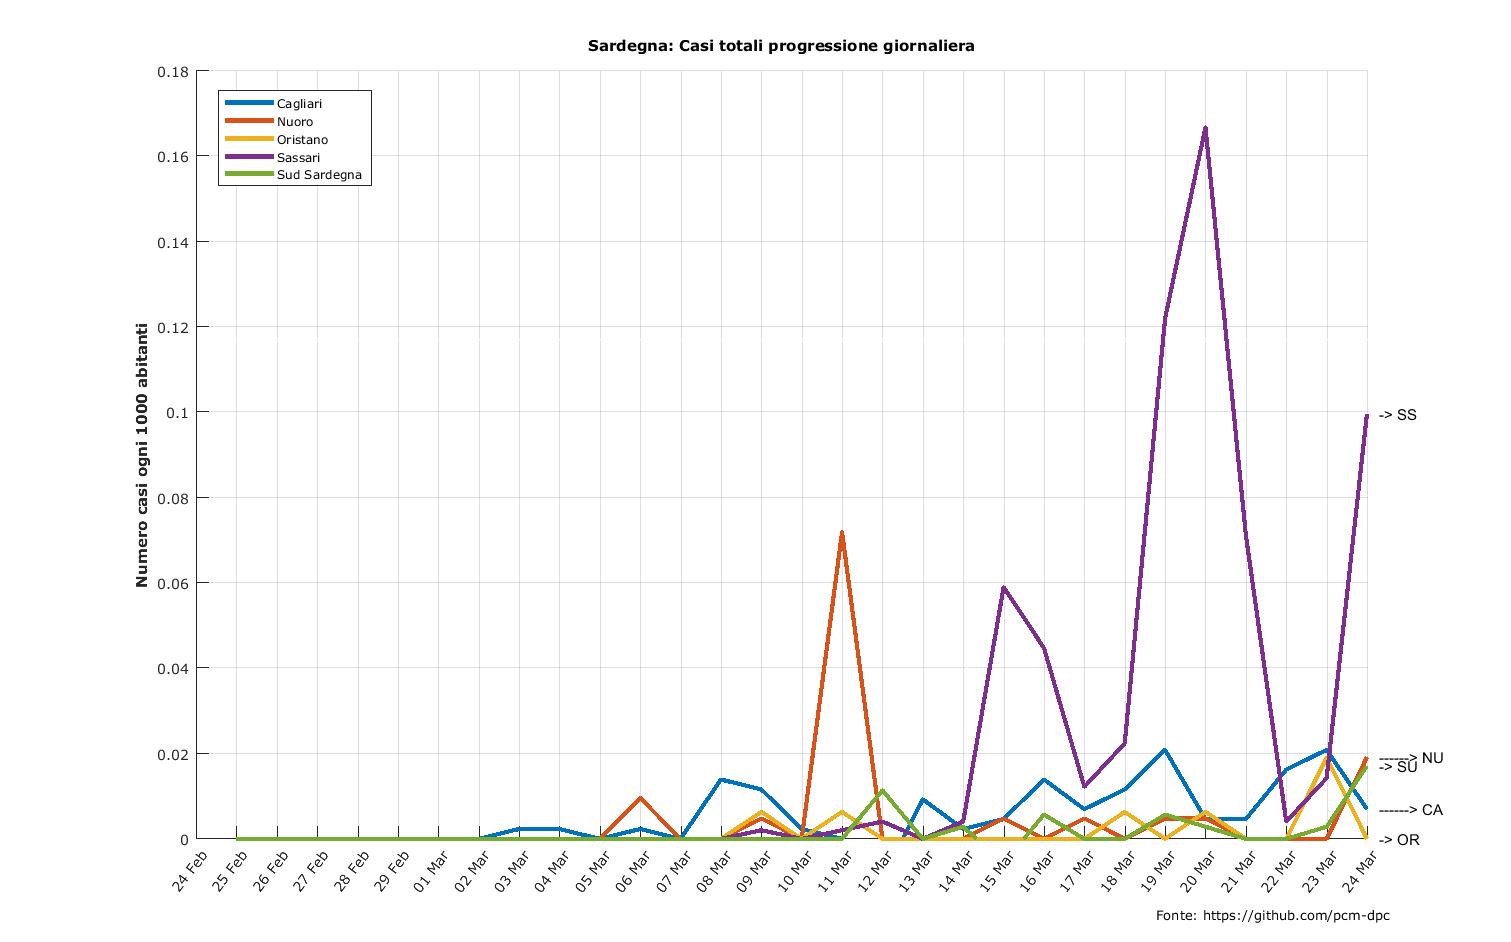 Sardegna: Casi totali progressione giornaliera
Numero casi ogni 1000 abitanti
0.18
0.16
0.14
0.12
0.1
0.08
0.06
0.04
0.02
0
Cagliari
Nuoro
Oristano
Sassari
Sud Sardegna
-> SS
------> NU
-> SU
------> CA
-> OR
24 Feb
25 Feb
26 Feb
27 Feb
28 Feb
29 Feb
01 Mar
02 Mar
03 Mar
04 Mar
05 Mar
06 Mar
07 Mar
08 Mar
09 Mar
10 Mar
11 Mar
12 Mar
13 Mar
14 Mar
15 Mar
16 Mar
17 Mar
18 Mar
19 Mar
20 Mar
21 Mar
22 Mar
23 Mar
24 Mar
Fonte: https://github.com/pcm-dpc